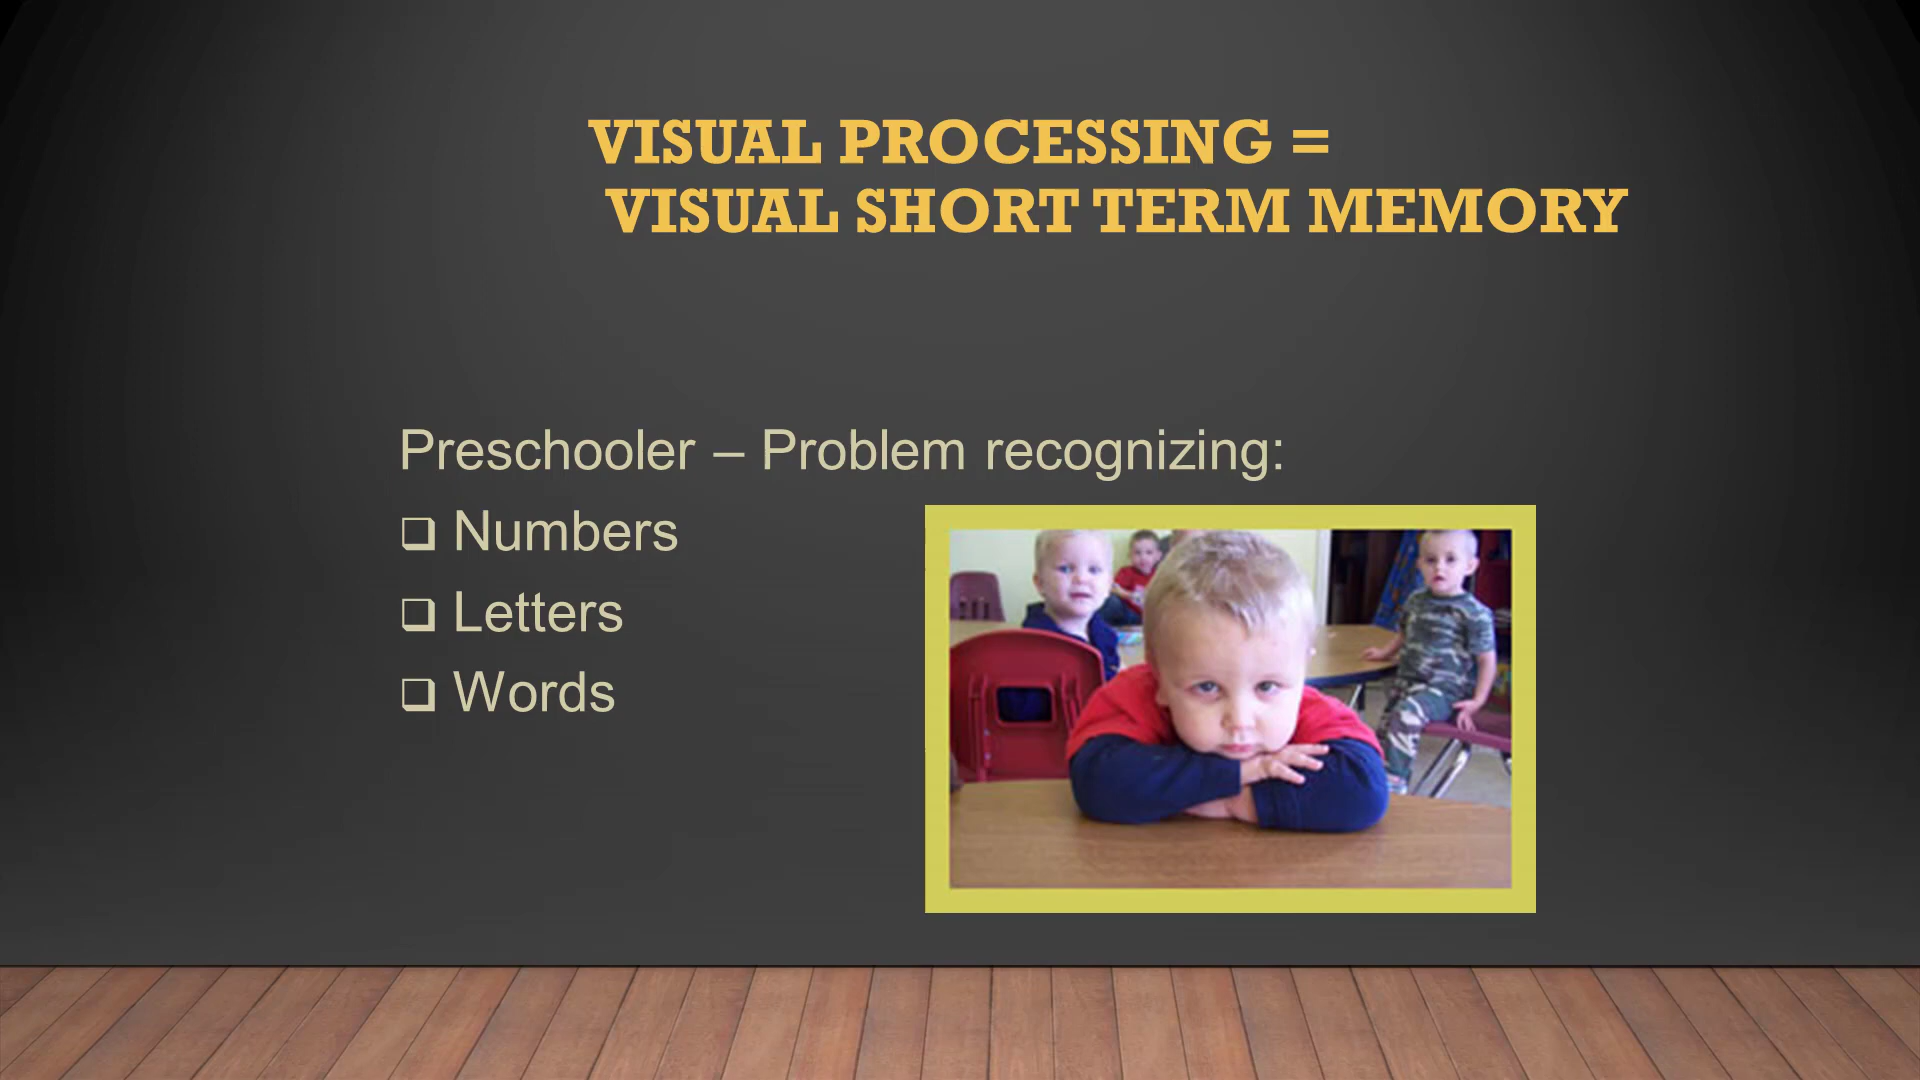 VISUAL PROCESSING =
VISUAL SHORT TERM MEMORY
Preschooler – Problem recognizing:
❑ Numbers
❑ Letters
❑ Words